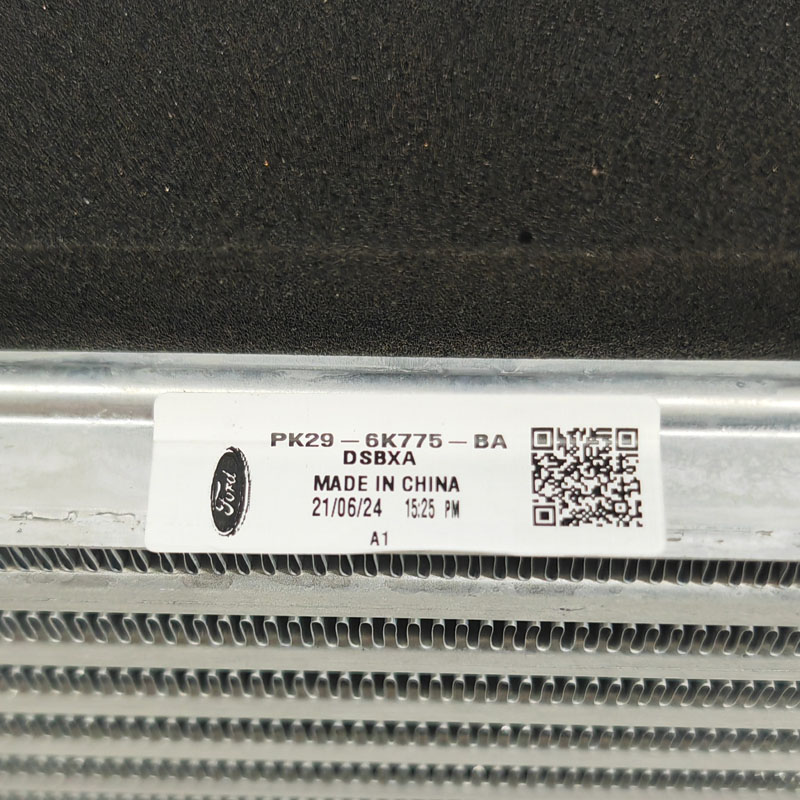 PK29-6K775-BA
DSBXA
Ford
MADE IN CHINA
21/06/24 15:25 PM
A1